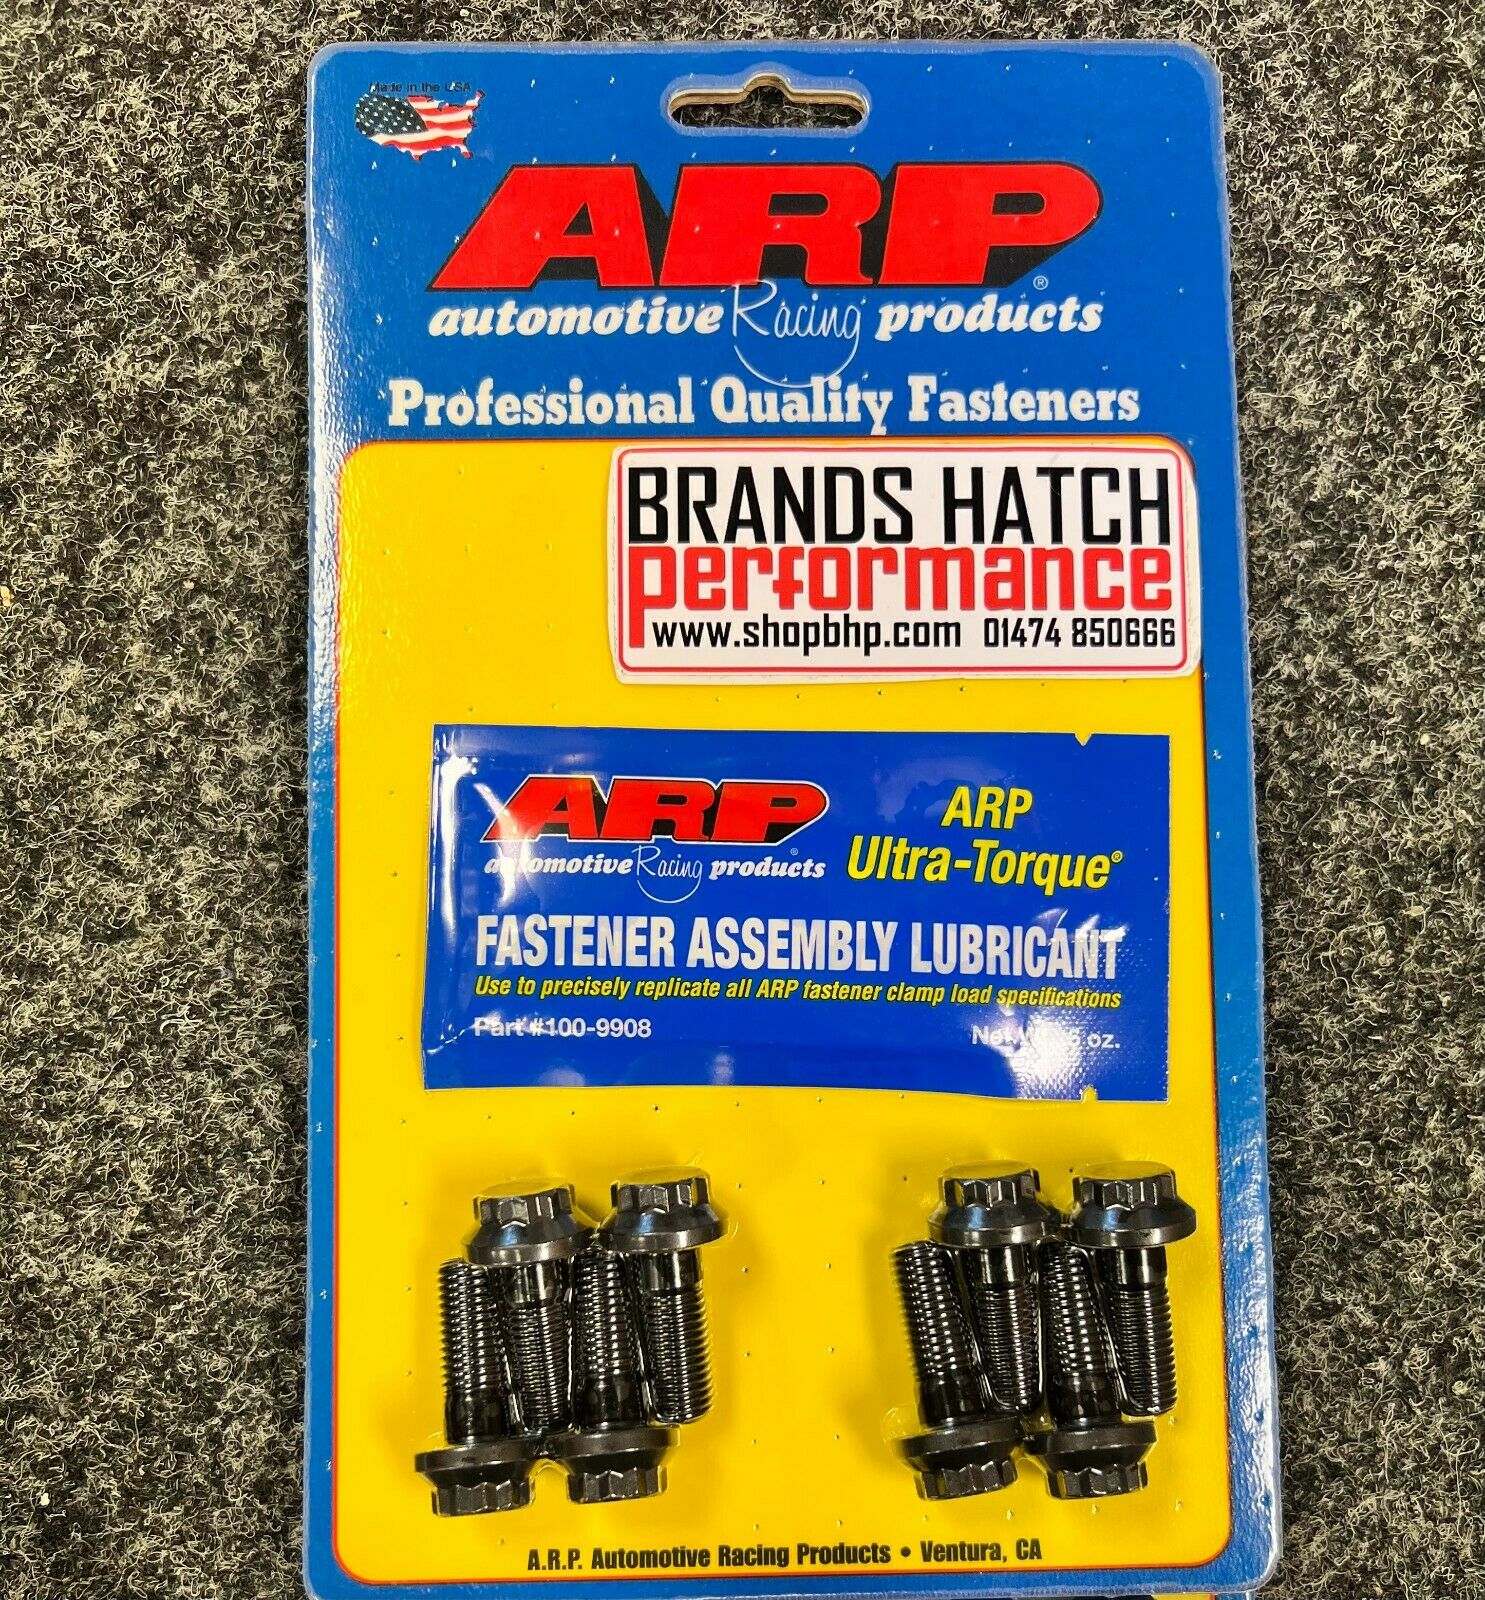 Made in the USA
ARP
automotive Racing products
Professional Quality Fasteners
BRANDS HATCH
performance
www.shopbhp.com 01474 850666
ARP
automotive Racing products
ARP
Ultra-Torque
FASTENER ASSEMBLY LUBRICANT
Use to precisely replicate all ARP fastener clamp load specifications
Part #100-9908
oz.
A.R.P. Automotive Racing Products • Ventura, CA